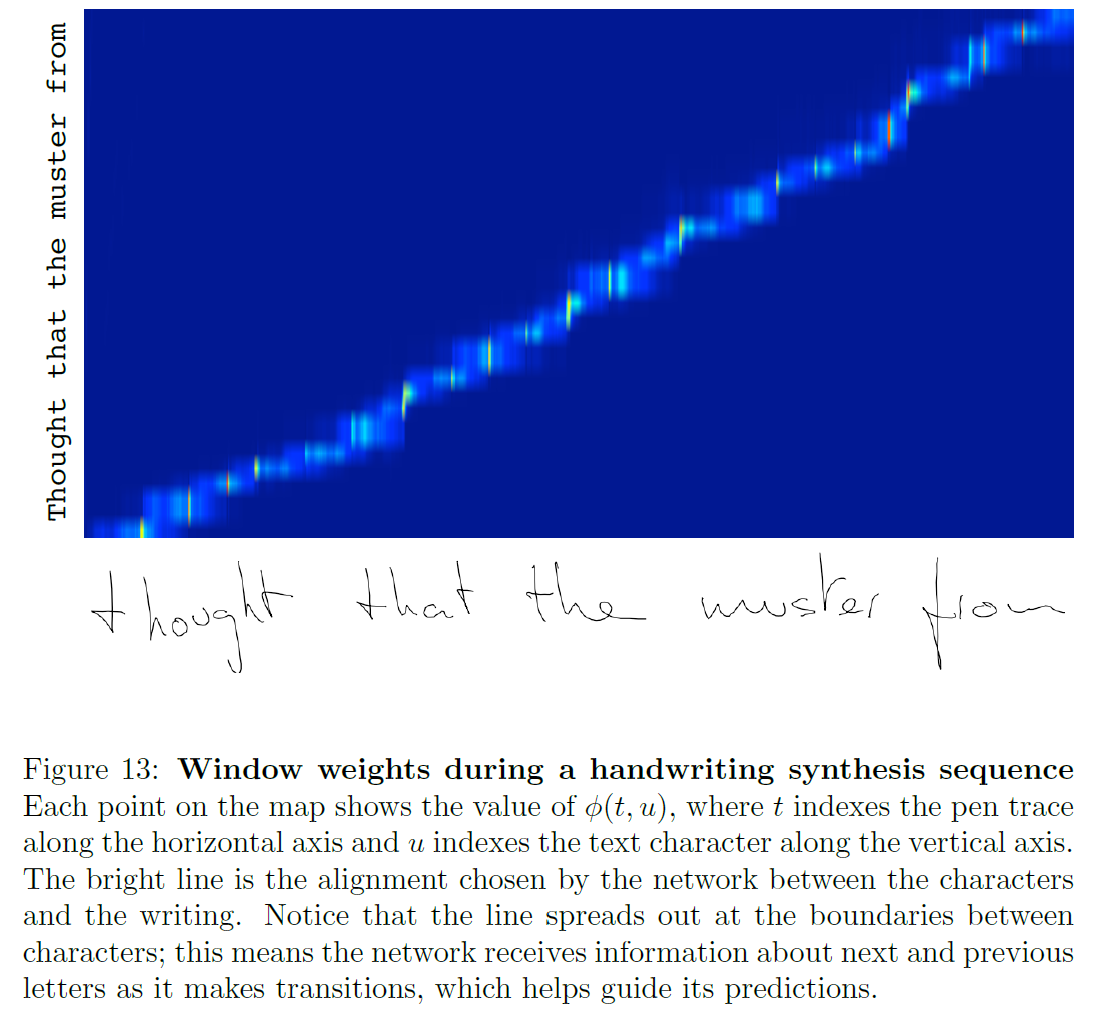 Thought that the muster from
thought that the muster from
Figure 13: Window weights during a handwriting synthesis sequence
Each point on the map shows the value of ϕ(t, u), where t indexes the pen trace
along the horizontal axis and u indexes the text character along the vertical axis.
The bright line is the alignment chosen by the network between the characters
and the writing. Notice that the line spreads out at the boundaries between
characters; this means the network receives information about next and previous
letters as it makes transitions, which helps guide its predictions.